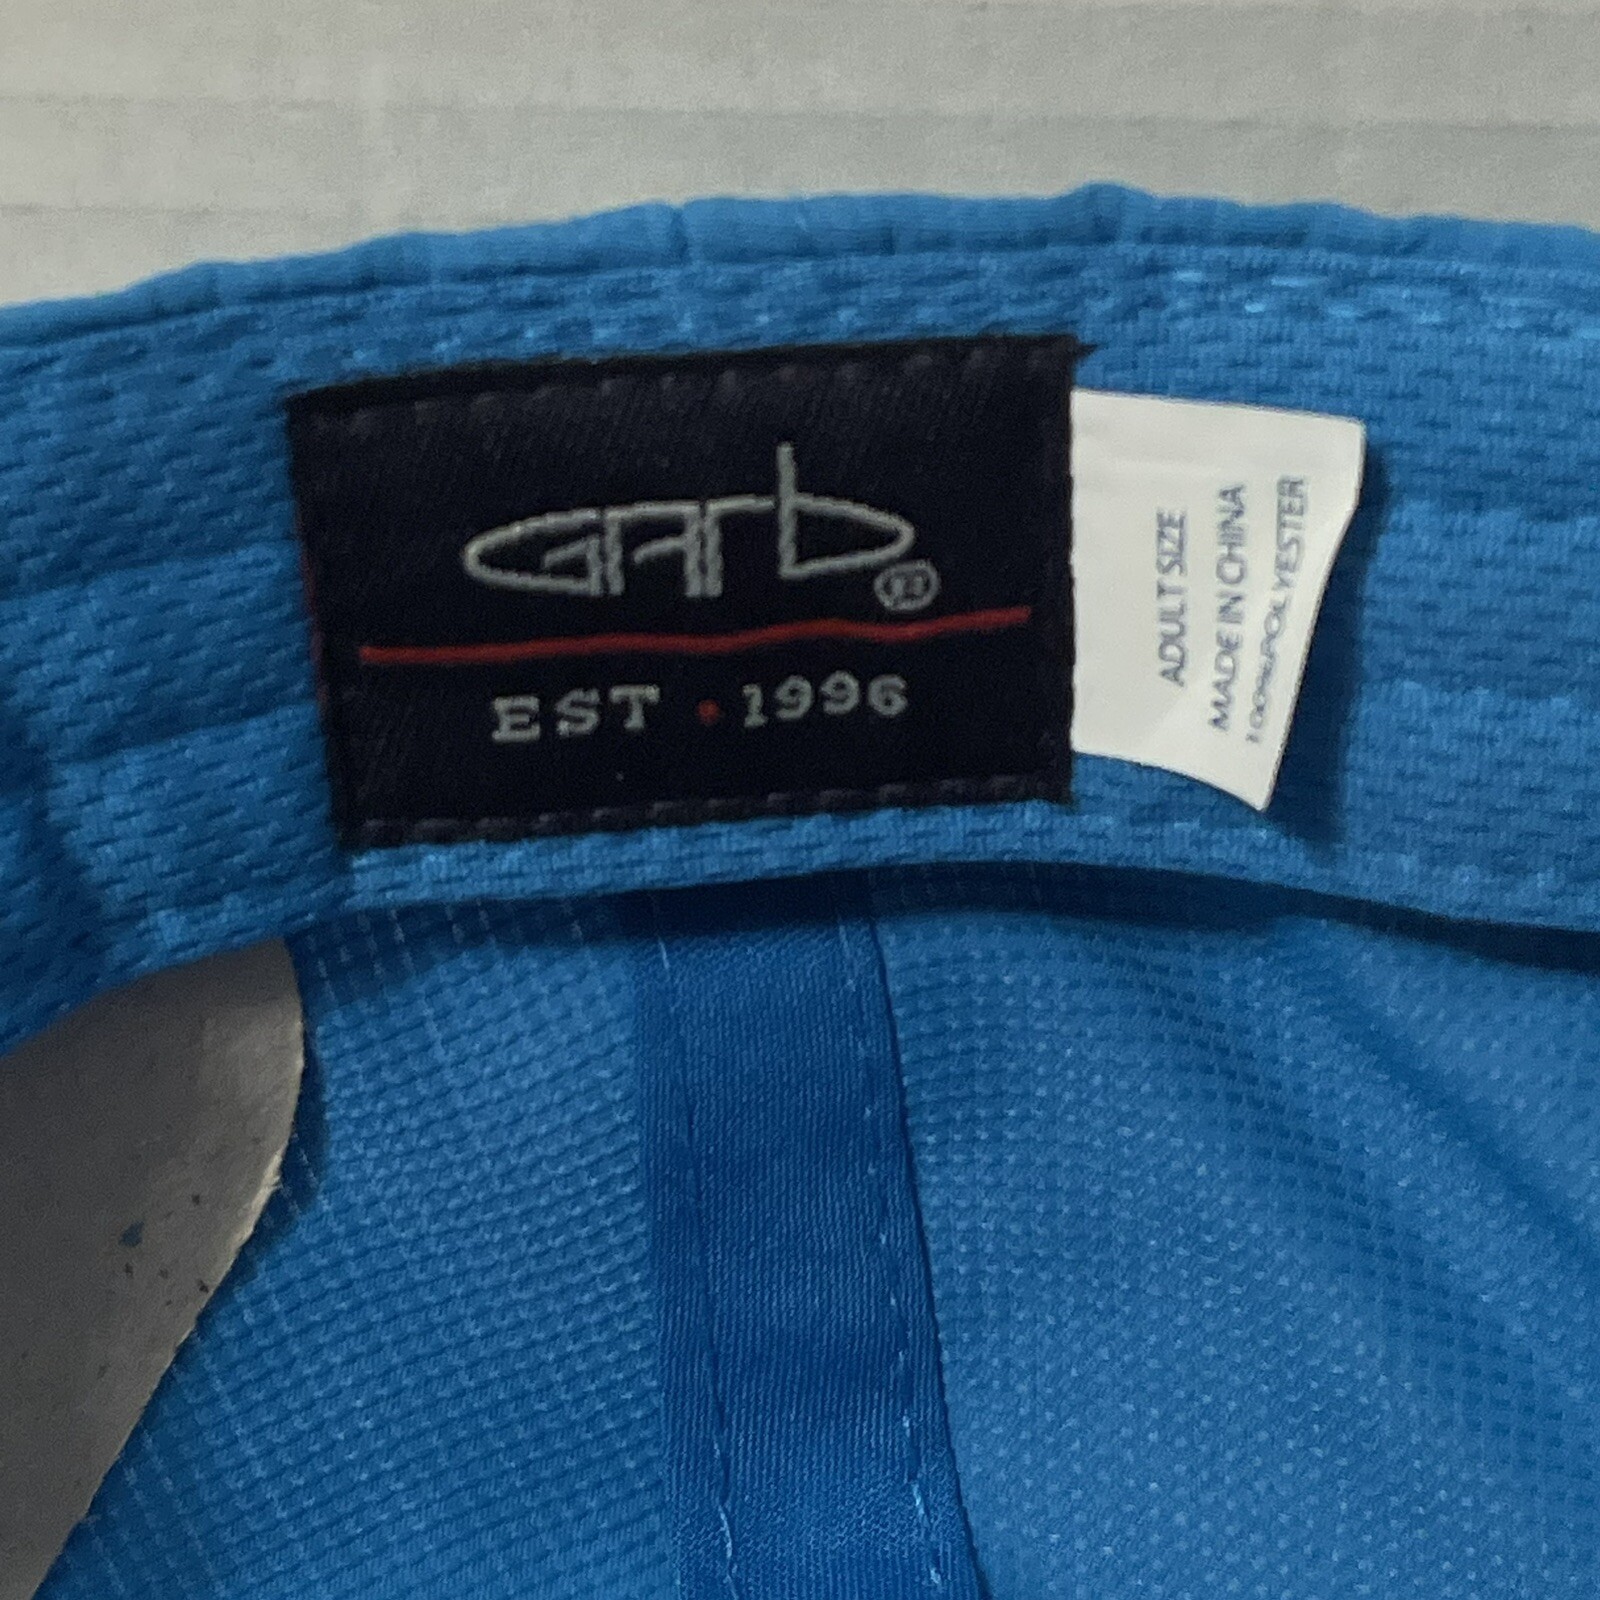 Garb®
EST • 1996
ADULT SIZE
MADE IN CHINA
100%POLYESTER